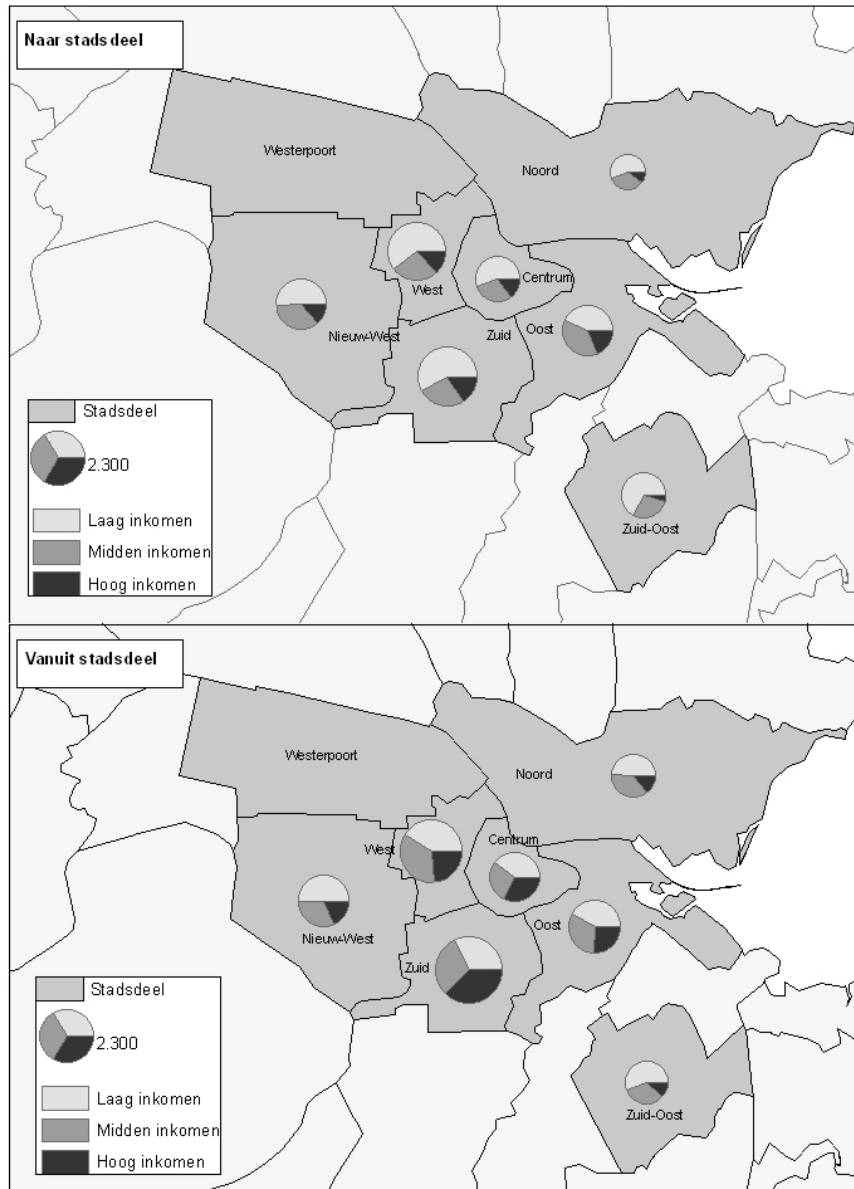 Naar stadsdeel
Westerpoort
Noord
West
Centrum
Nieuw-West
Zuid
Oost
Stadsdeel
2.300
Laag inkomen
Midden inkomen
Hoog inkomen
Zuid-Oost
Vanuit stadsdeel
Westerpoort
Noord
West
Centrum
Oost
Nieuw-West
Zuid
Stadsdeel
2.300
Laag inkomen
Midden inkomen
Hoog inkomen
Zuid-Oost